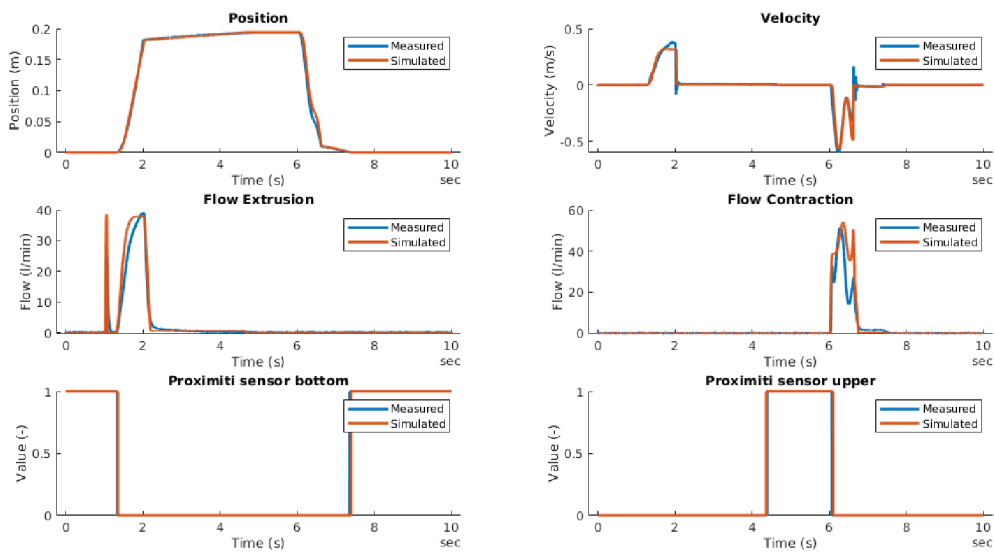 Position
Position (m)
0.2
0.15
0.1
0.05
0
Measured
Simulated
0 2 4 6 8 10
Time (s)
sec
Velocity
Velocity (m/s)
0.5
0
-0.5
Measured
Simulated
0 2 4 6 8 10
Time (s)
sec
Flow Extrusion
Flow (l/min)
40
30
20
10
0
Measured
Simulated
0 2 4 6 8 10
Time (s)
sec
Flow Contraction
Flow (l/min)
60
40
20
0
Measured
Simulated
0 2 4 6 8 10
Time (s)
sec
Proximiti sensor bottom
Value (-)
1
0.5
0
Measured
Simulated
0 2 4 6 8 10
Time (s)
sec
Proximiti sensor upper
Value (-)
1
0.5
0
Measured
Simulated
0 2 4 6 8 10
Time (s)
sec